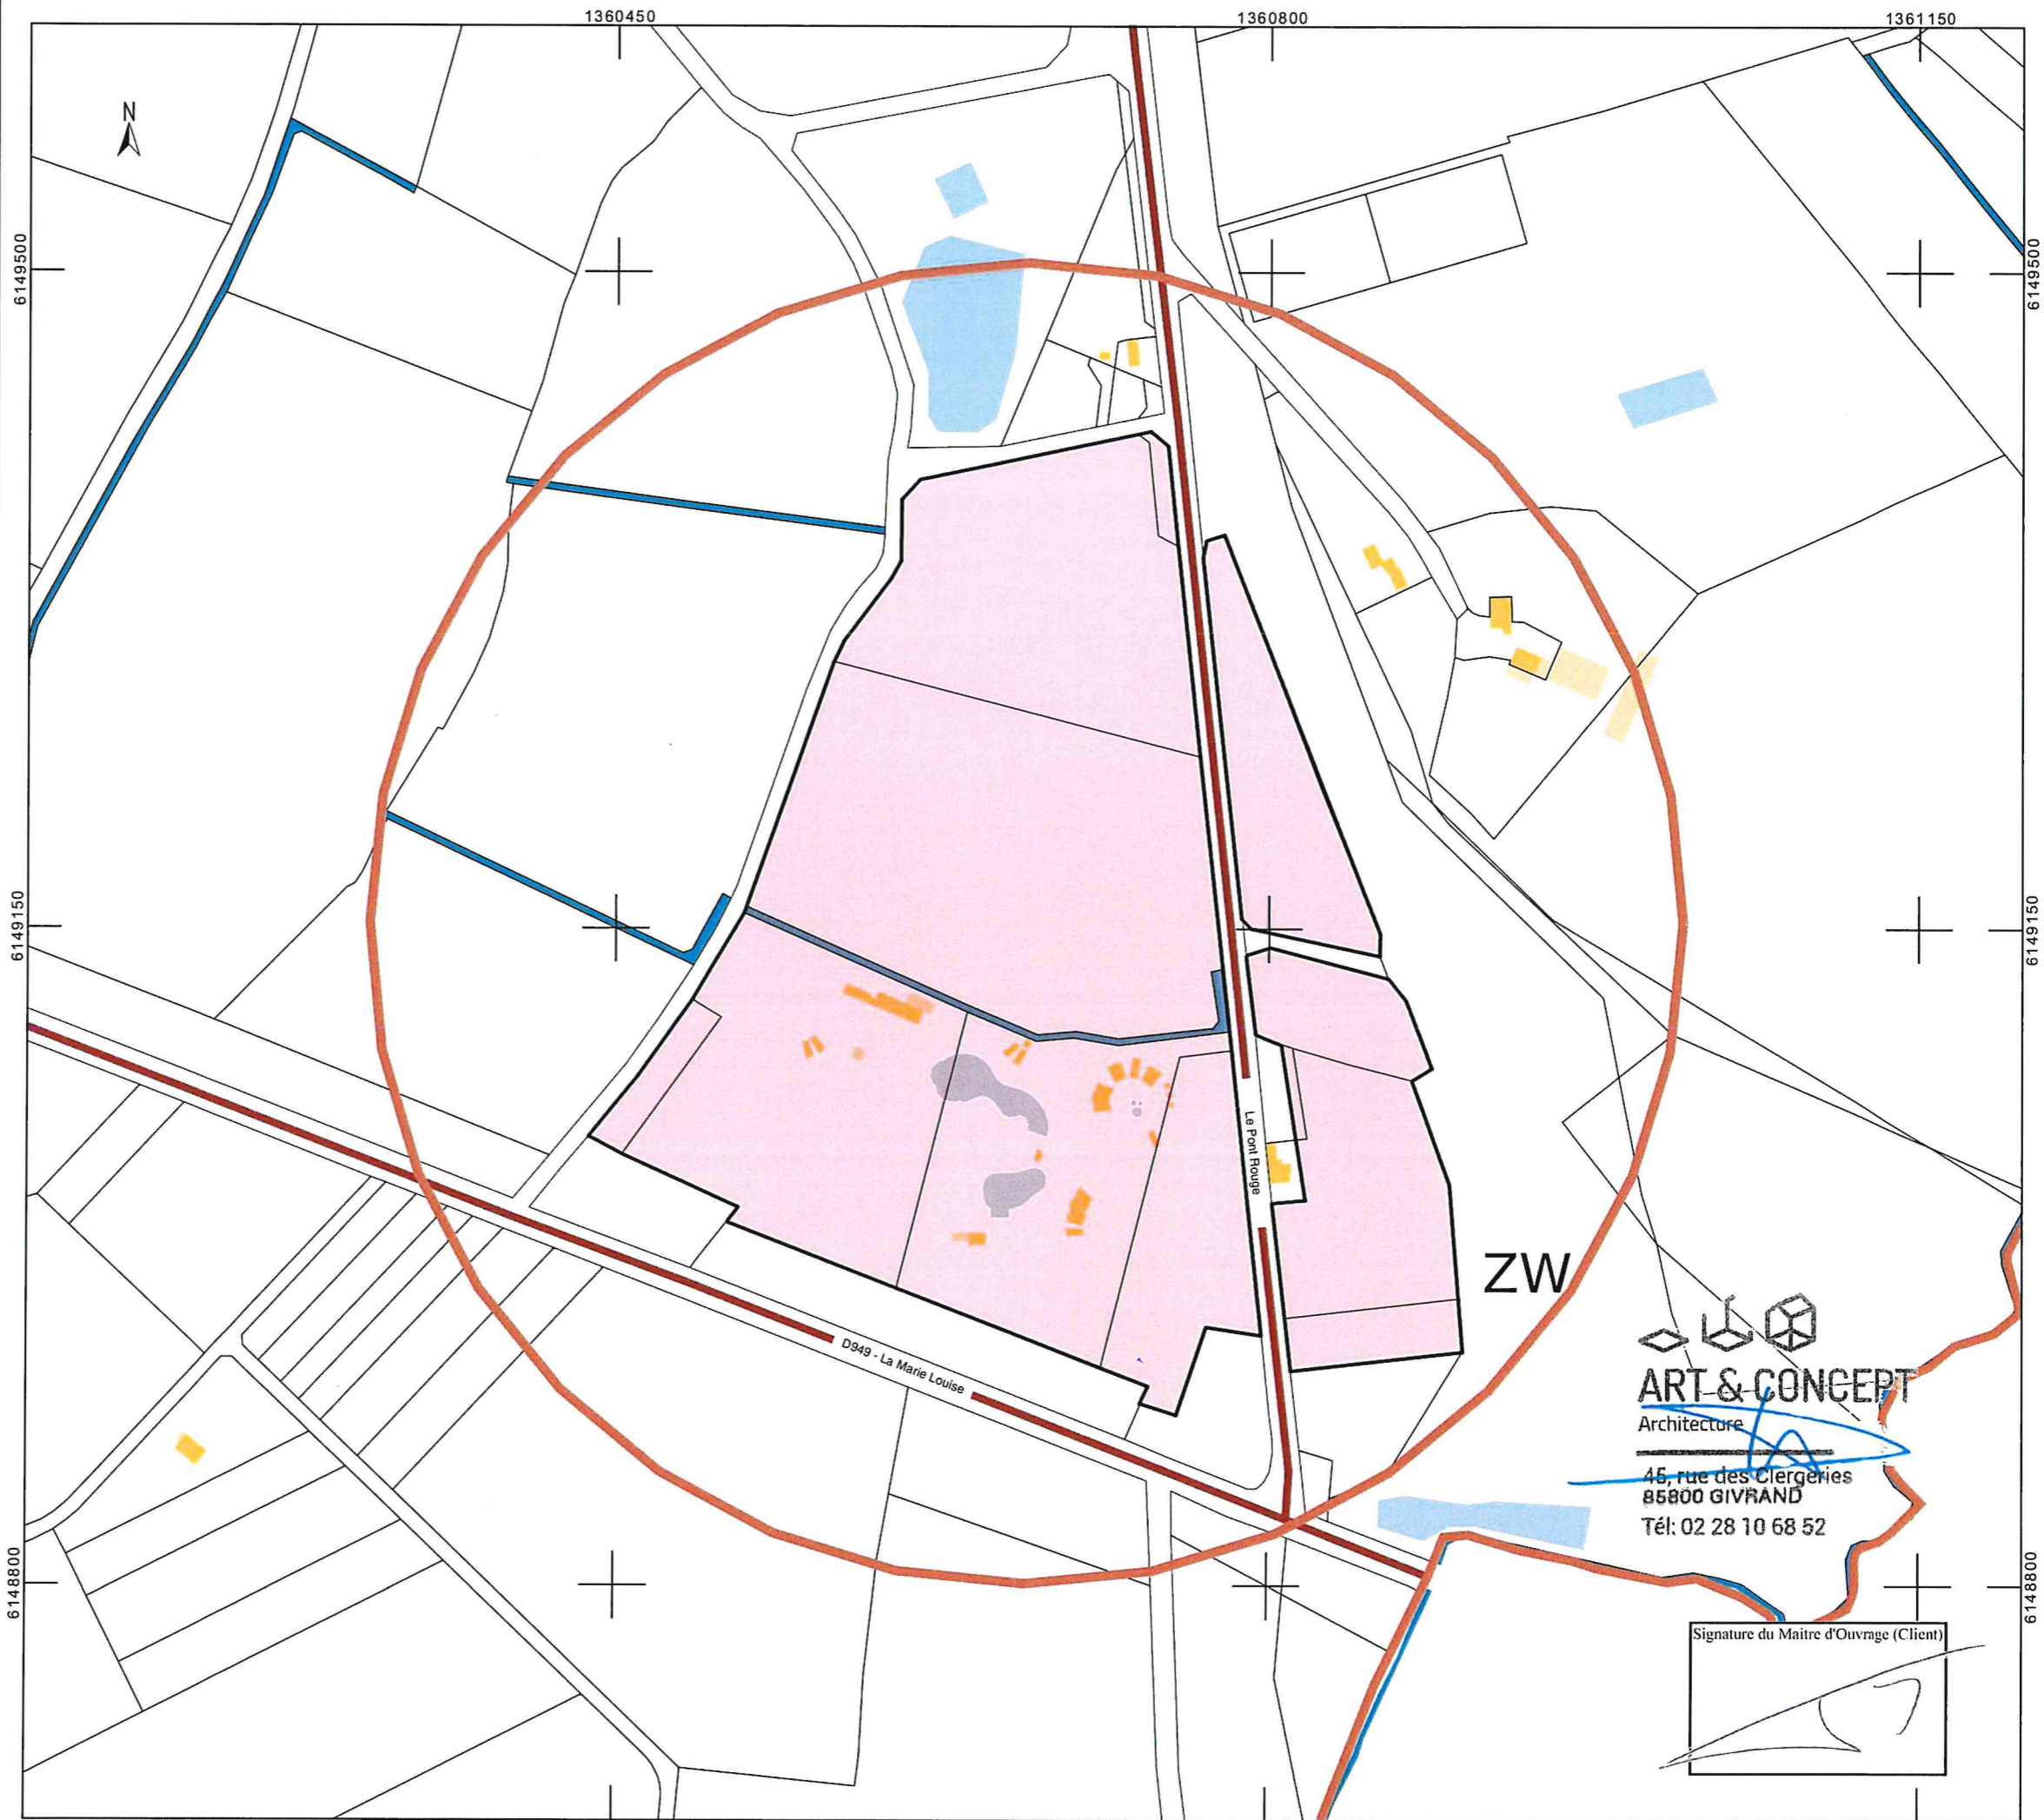 1360450
1360800
1361150
N
6149500
6149500
6149150
6149150
Le Pont Rouge
ZW
D949 - La Marie Louise
ART & CONCEPT
Architecture
45, rue des Clergeries
85800 GIVRAND
Tél: 02 28 10 68 52
6148800
6148800
Signature du Maitre d'Ouvrage (Client)